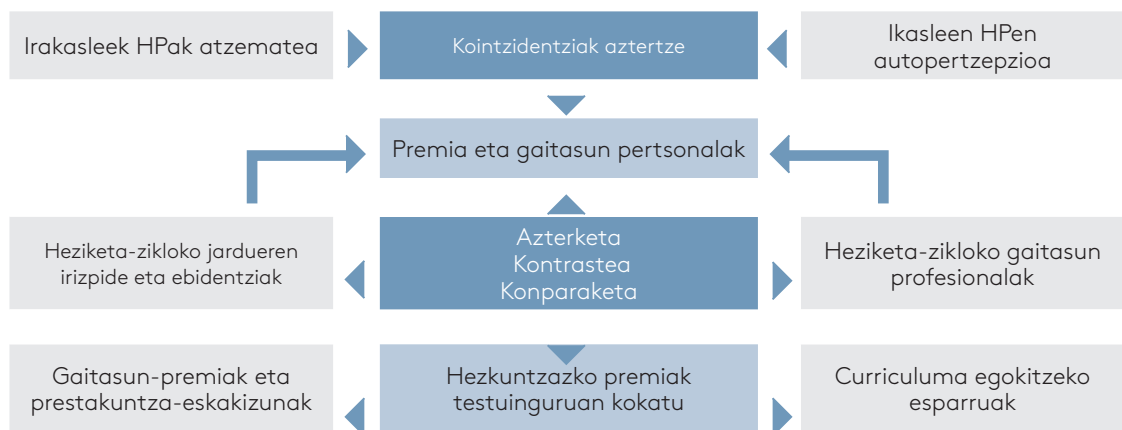 Irakasleek HPak atzematea
Kointzidentziak aztertze
Ikasleen HPen
autopertzepzioa
Premia eta gaitasun pertsonalak
Heziketa-zikloko jardueren
irizpide eta ebidentziak
Azterketa
Kontrastea
Konparaketa
Heziketa-zikloko gaitasun
profesionalak
Gaitasun-premiak eta
prestakuntza-eskakizunak
Hezkuntzazko premiak
testuinguruan kokatu
Curriculuma egokitzeko
esparruak